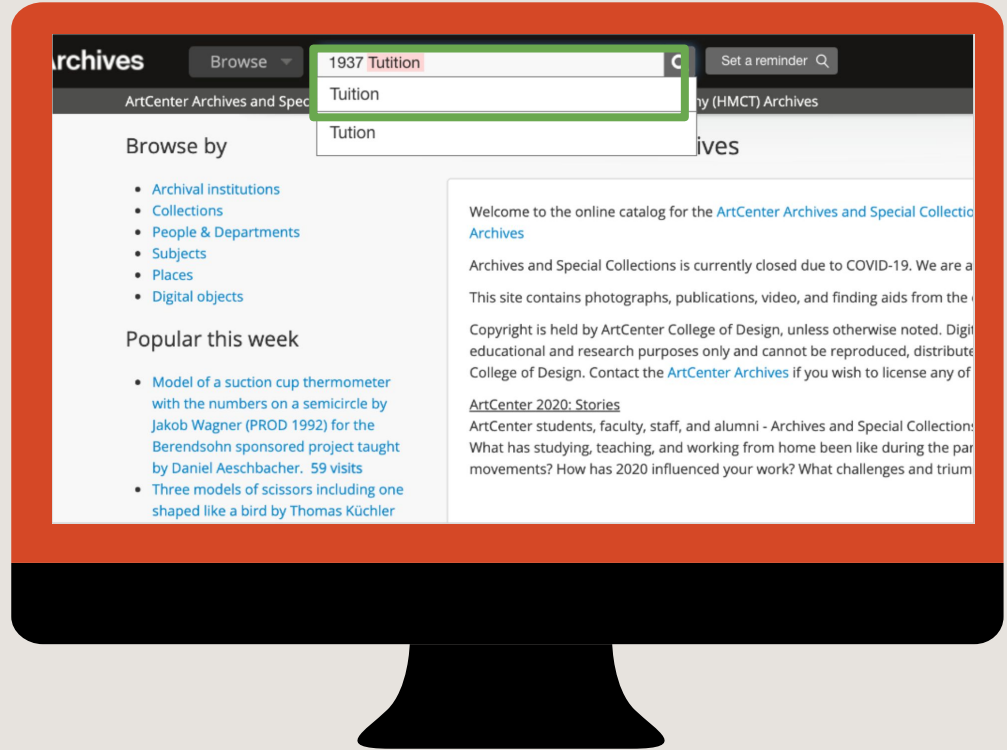 Archives
Browse
1937 Tutition
Set a reminder
Tuition
Tution
ArtCenter Archives and Spec
(HMCT) Archives
Browse by
ives
Archival institutions
Collections
People & Departments
Subjects
Places
Digital objects
Popular this week
Model of a suction cup thermometer
with the numbers on a semicircle by
Jakob Wagner (PROD 1992) for the
Berendsohn sponsored project taught
by Daniel Aeschbacher. 59 visits
Three models of scissors including one
shaped like a bird by Thomas Küchler
Welcome to the online catalog for the ArtCenter Archives and Special Collectio
Archives
Archives and Special Collections is currently closed due to COVID-19. We are a
This site contains photographs, publications, video, and finding aids from the
Copyright is held by ArtCenter College of Design, unless otherwise noted. Digit
educational and research purposes only and cannot be reproduced, distribute
College of Design. Contact the ArtCenter Archives if you wish to license any of
ArtCenter 2020: Stories
ArtCenter students, faculty, staff, and alumni - Archives and Special Collections
What has studying, teaching, and working from home been like during the pan
movements? How has 2020 influenced your work? What challenges and trium